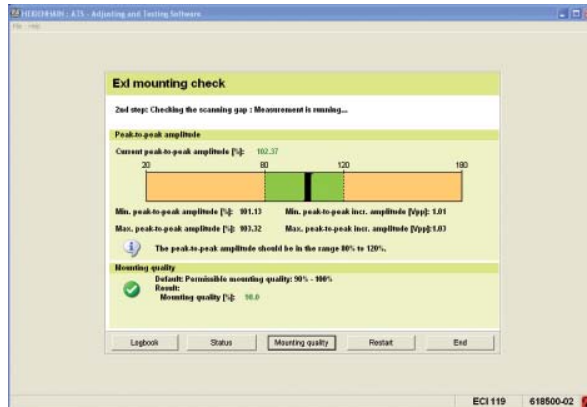 HEIDENHAIN : ATS - Adjusting and Testing Software
File Help
ExI mounting check
2nd step: Checking the scanning gap : Measurement is running...
Peak-to-peak amplitude
Current peak-to-peak amplitude [%]: 102.37
20 80 120 180
Min. peak-to-peak amplitude [%]: 101.13 Min. peak-to-peak incr. amplitude [Vpp]: 1.01
Max. peak-to-peak amplitude [%]: 103.32 Max. peak-to-peak incr. amplitude [Vpp]: 1.03
The peak-to-peak amplitude should be in the range 80% to 120%.
Mounting quality
Default: Permissible mounting quality: 90% - 100%
Result:
Mounting quality [%]: 98.0
Logbook Status Mounting quality Restart End
ECI 119 618500-02